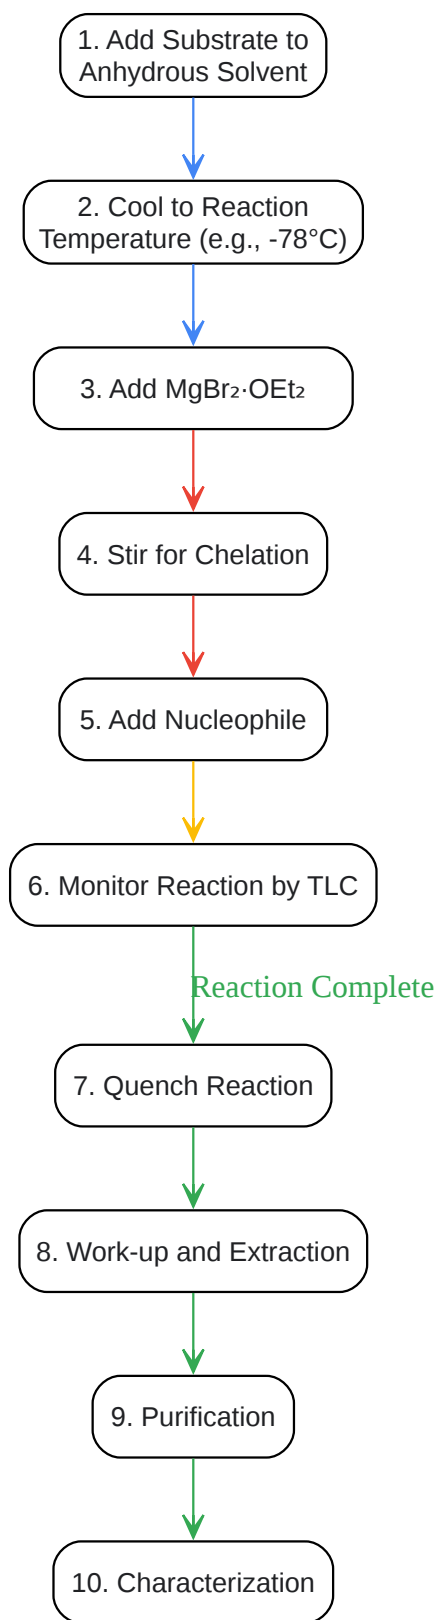 1. Add Substrate to
Anhydrous Solvent
2. Cool to Reaction
Temperature (e.g., -78°C)
3. Add MgBr₂·OEt₂
4. Stir for Chelation
5. Add Nucleophile
6. Monitor Reaction by TLC
Reaction Complete
7. Quench Reaction
8. Work-up and Extraction
9. Purification
10. Characterization